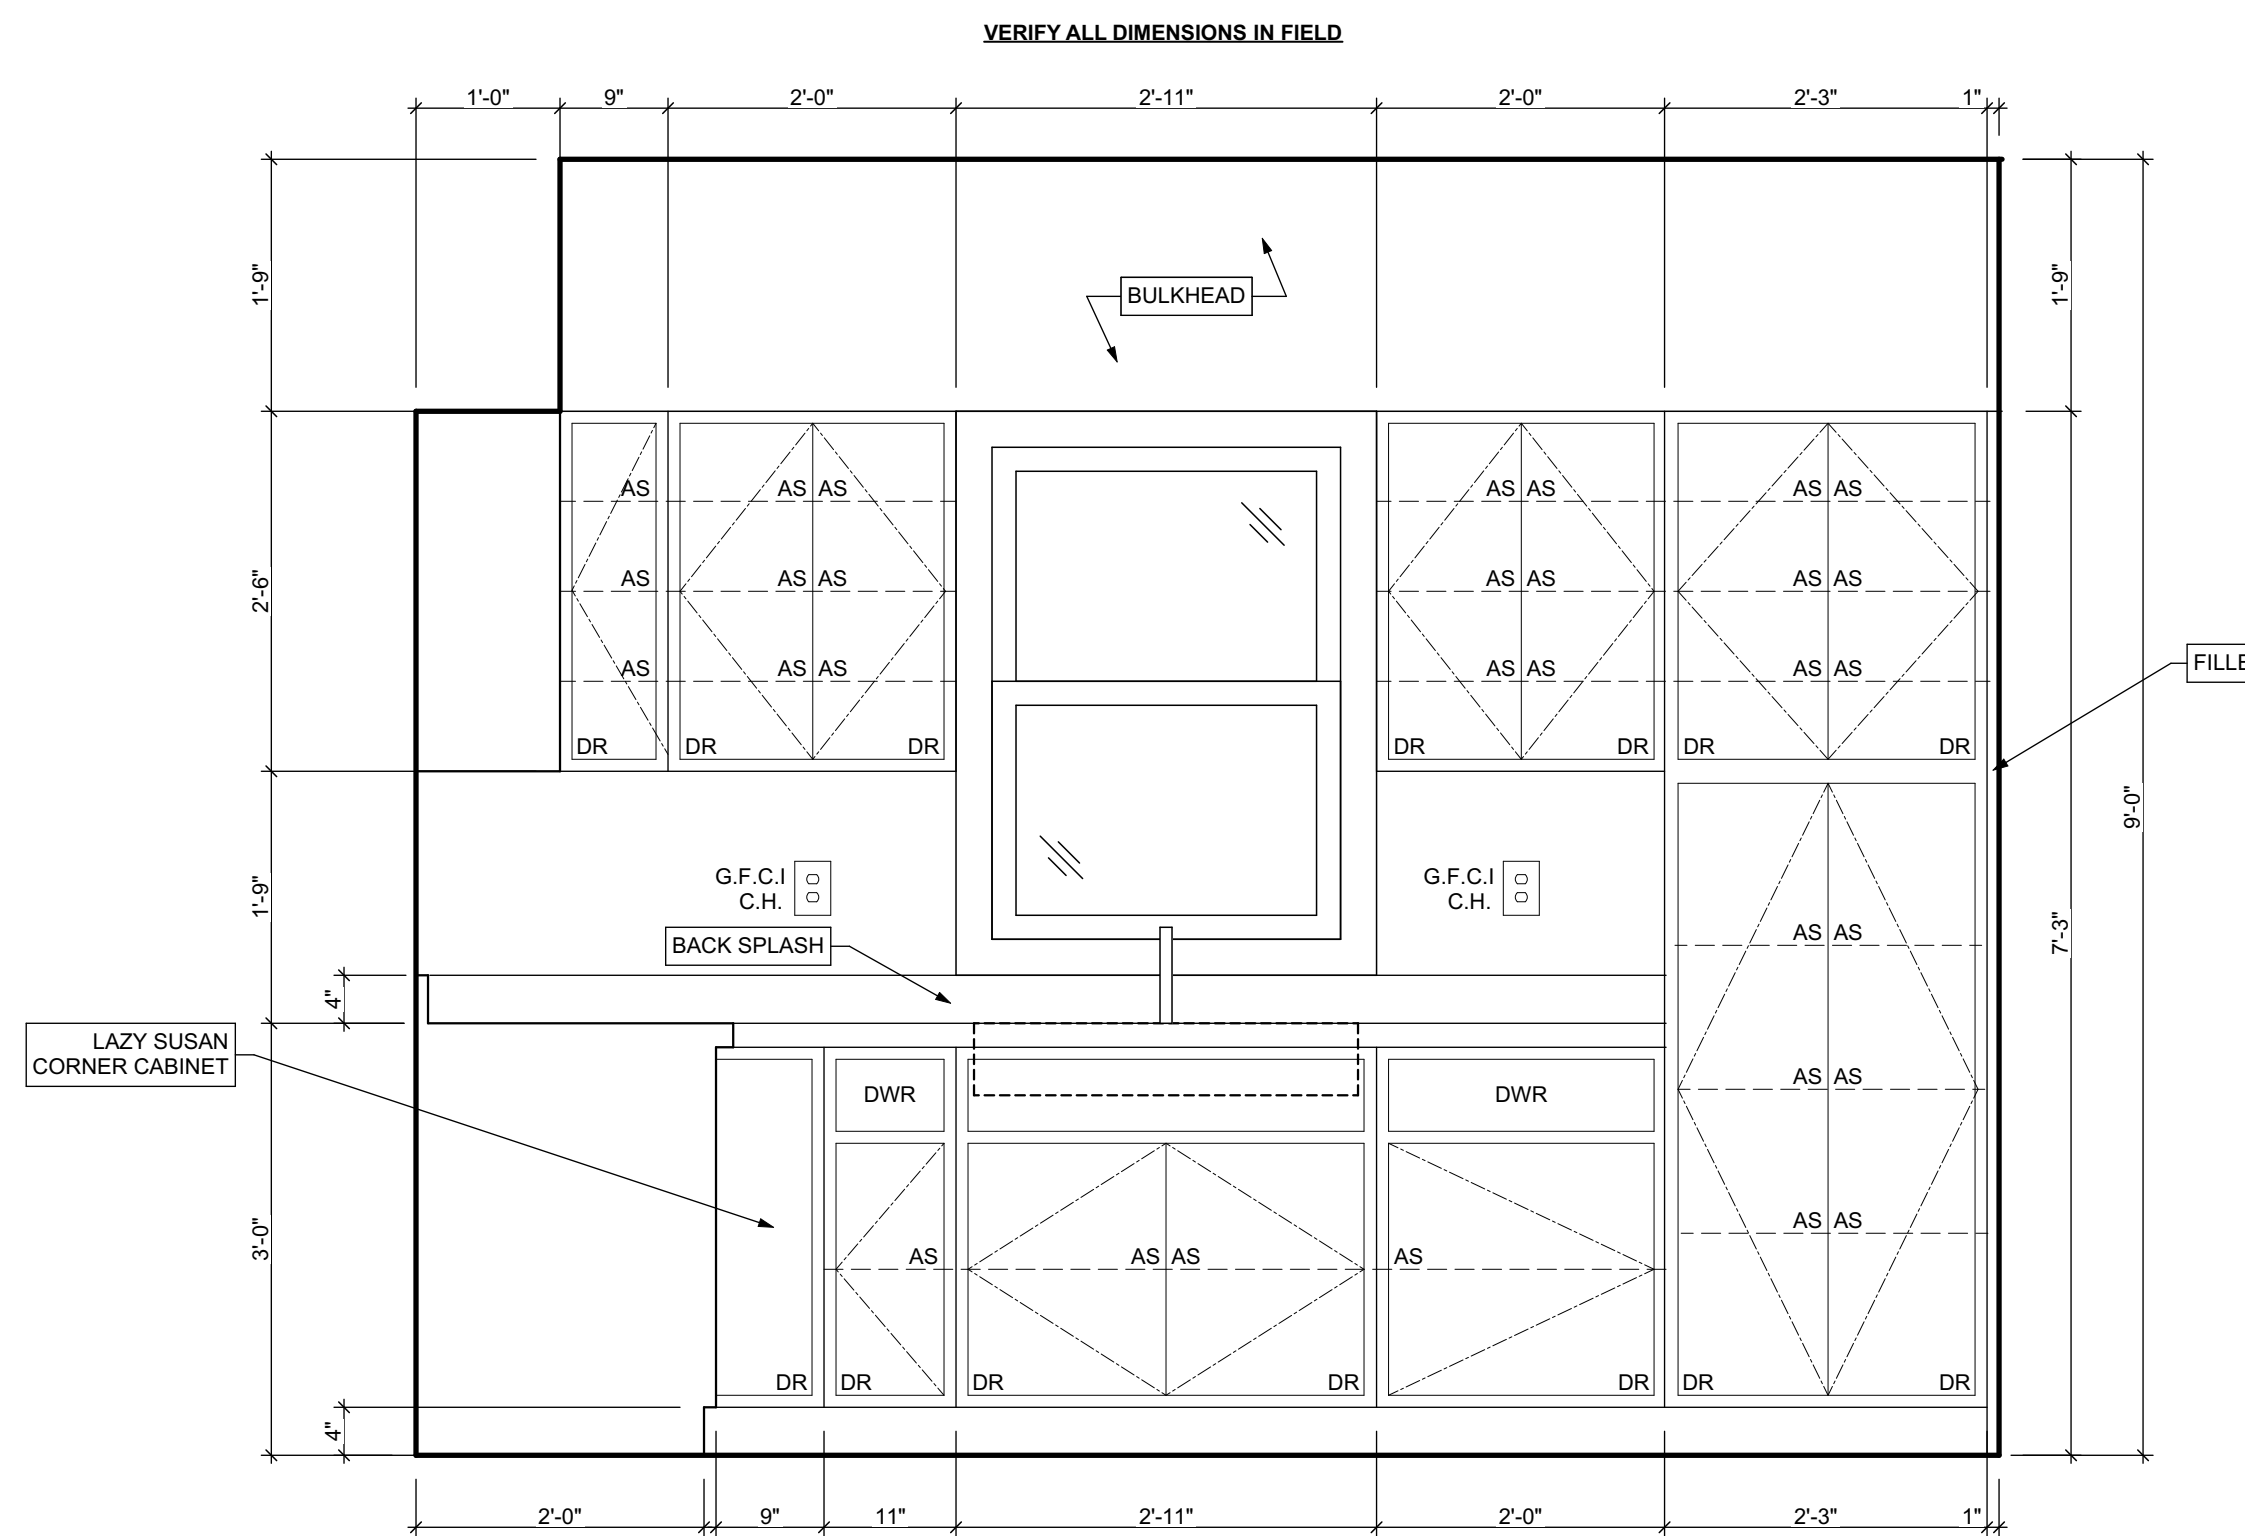 VERIFY ALL DIMENSIONS IN FIELD
1'-0" 9" 2'-0" 2'-11" 2'-0" 2'-3" 1"
1'-9"
BULKHEAD
1'-9"
AS AS AS AS AS AS AS
2'-6"
AS AS AS AS AS AS AS
AS AS AS AS AS AS AS
DR DR DR DR DR DR DR
9'-0"
G.F.C.I
C.H.
G.F.C.I
C.H.
1'-9"
BACK SPLASH
AS AS
7'-3"
4"
LAZY SUSAN
CORNER CABINET
DWR DWR
AS AS
3'-0"
AS AS AS AS
AS AS
DR DR DR DR DR DR DR
4"
2'-0" 9" 11" 2'-11" 2'-0" 2'-3" 1"